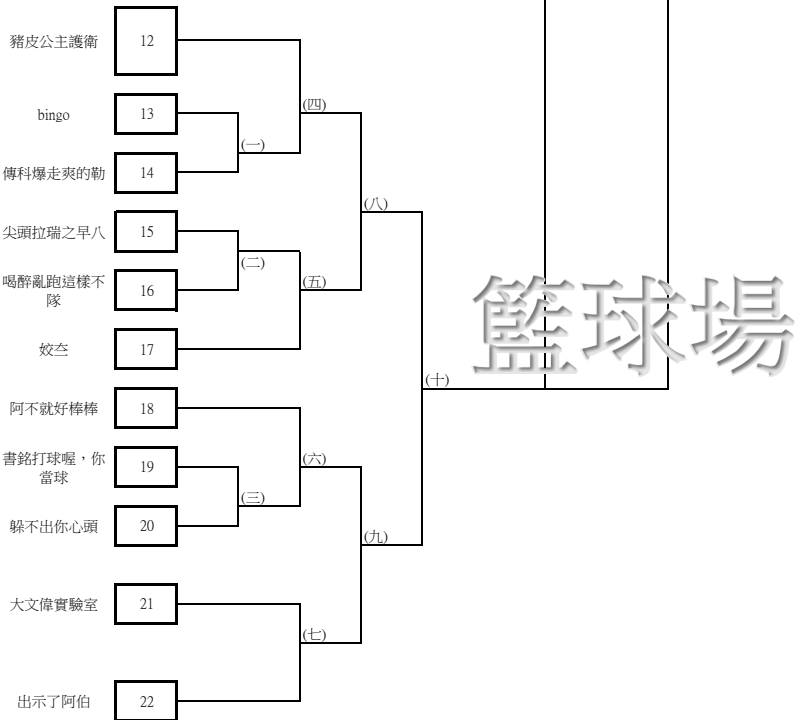 豬皮公主護衛
12
bingo
13
傳科爆走爽的勒
14
尖頭拉瑞之早八
15
喝醉亂跑這樣不
隊
16
姣苙
17
阿不就好棒棒
18
書銘打球喔，你
當球
19
躲不出你心頭
20
大文偉實驗室
21
出示了阿伯
22
(一)
(二)
(三)
(四)
(五)
(六)
(七)
(八)
(九)
(十)
籃球場